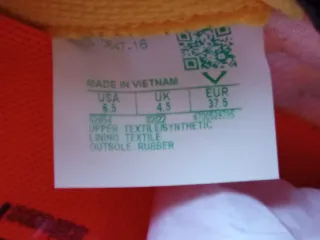 MADE IN VIETNAM
USA UK EUR
6.5 4.5 37.5
UPPER TEXTILE/SYNTHETIC
LINING TEXTILE
OUTSOLE RUBBER